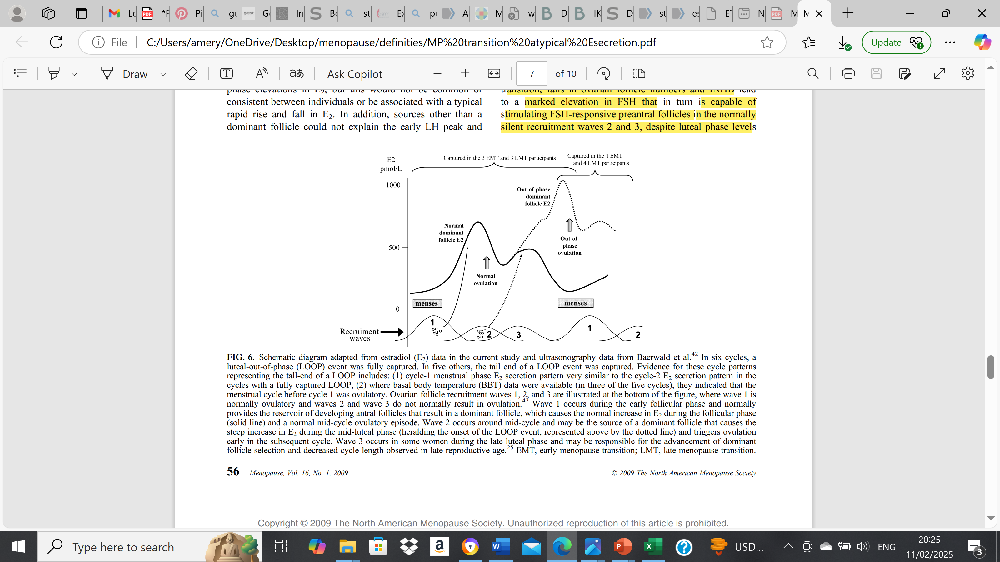 Lc
*F
Pi
gu
gæst
G
In
Be
st
asm
E
pu
A
M
w
D
IK
D
st
es
E
N
M
M
File
C:/Users/amery/OneDrive/Desktop/menopause/definities/MP%20transition%20atypical%20Esecretion.pdf
Update
Draw
Ask Copilot
7
of 10
phase elevations in E2, but this would not be common or
consistent between individuals or be associated with a typical
rapid rise and fall in E2. In addition, sources other than a
dominant follicle could not explain the early LH peak and
transition, falls in ovarian follicle numbers and INHB lead
to a marked elevation in FSH that in turn is capable of
stimulating FSH-responsive preantral follicles in the normally
silent recruitment waves 2 and 3, despite luteal phase levels
E2
pmol/L
Captured in the 3 EMT and 3 LMT participants
Captured in the 1 EMT
and 4 LMT participants
1000
500
0
Out-of-phase
dominant
follicle E2
Normal
dominant
follicle E2
Out-of-
phase
ovulation
Normal
ovulation
menses
menses
Recruiment
waves
1
2
3
1
2
FIG. 6. Schematic diagram adapted from estradiol (E2) data in the current study and ultrasonography data from Baerwald et al.42 In six cycles, a
luteal-out-of-phase (LOOP) event was fully captured. In five others, the tail end of a LOOP event was captured. Evidence for these cycle patterns
representing the tall-end of a LOOP includes: (1) cycle-1 menstrual phase E2 secretion pattern very similar to the cycle-2 E2 secretion pattern in the
cycles with a fully captured LOOP, (2) where basal body temperature (BBT) data were available (in three of the five cycles), they indicated that the
menstrual cycle before cycle 1 was ovulatory. Ovarian follicle recruitment waves 1, 2, and 3 are illustrated at the bottom of the figure, where wave 1 is
normally ovulatory and waves 2 and wave 3 do not normally result in ovulation.42 Wave 1 occurs during the early follicular phase and normally
provides the reservoir of developing antral follicles that result in a dominant follicle, which causes the normal increase in E2 during the follicular phase
(solid line) and a normal mid-cycle ovulatory episode. Wave 2 occurs around mid-cycle and may be the source of a dominant follicle that causes the
steep increase in E2 during the mid-luteal phase (heralding the onset of the LOOP event, represented above by the dotted line) and triggers ovulation
early in the subsequent cycle. Wave 3 occurs in some women during the late luteal phase and may be responsible for the advancement of dominant
follicle selection and decreased cycle length observed in late reproductive age.25 EMT, early menopause transition; LMT, late menopause transition.
56 Menopause, Vol. 16, No. 1, 2009
© 2009 The North American Menopause Society
Copyright © 2009 The North American Menopause Society. Unauthorized reproduction of this article is prohibited.
Type here to search
USD...
ENG
20:25
11/02/2025
3